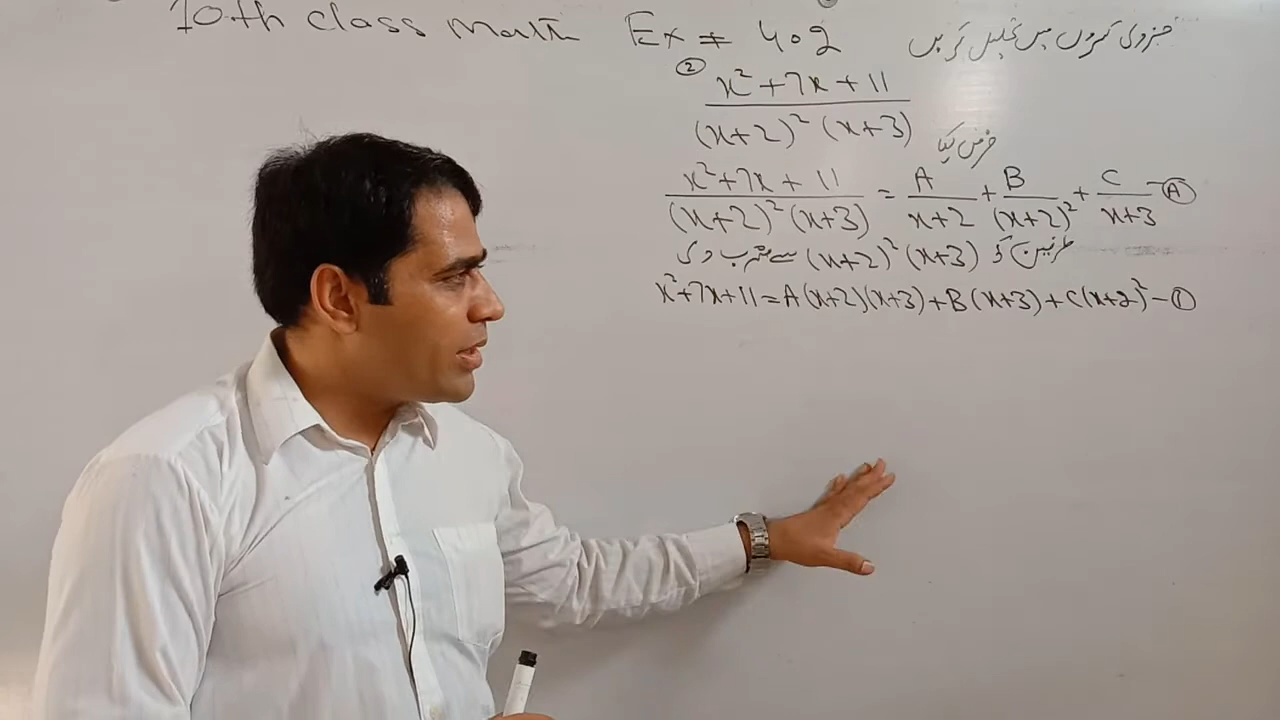 10th class Math Ex # 4.2 جزوی کسروں میں تحلیل کریں
② x²+7x+11 / (x+2)² (x+3)
فرض کیا
x²+7x+11 / (x+2)² (x+3) = A / x+2 + B / (x+2)² + C / x+3 – Ⓐ
طرفین کو (x+2)² (x+3) سے ضرب دی
x²+7x+11 = A(x+2)(x+3)+B(x+3)+C(x+2)² – ①